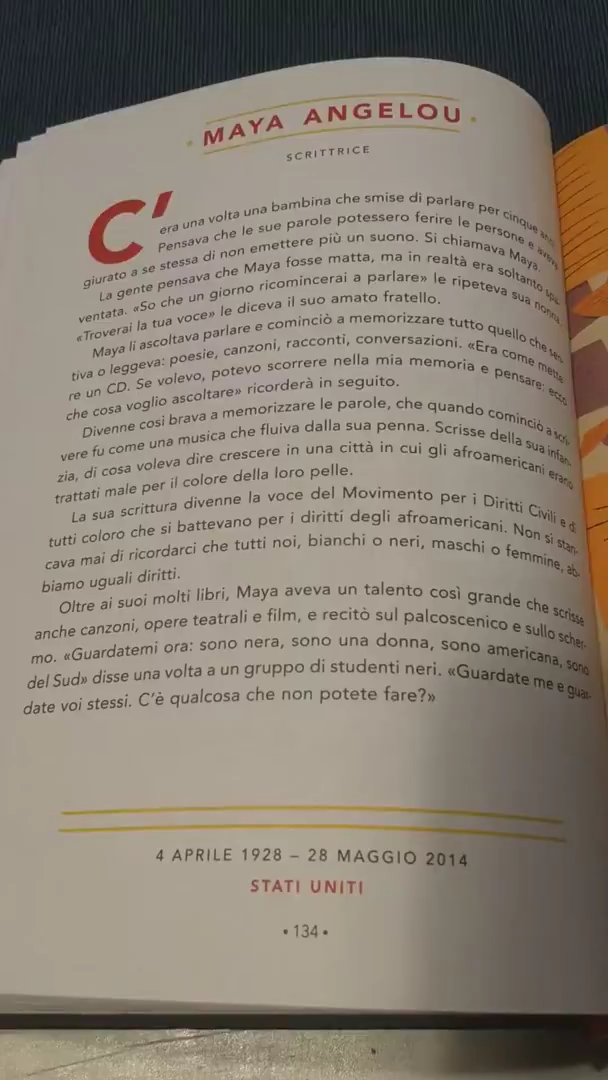 MAYA ANGELOU
SCRITTRICE
C'era una volta una bambina che smise di parlare per cinque anni.
Pensava che le sue parole potessero ferire le persone e aveva
giurato a se stessa di non emettere più un suono. Si chiamava Maya.
La gente pensava che Maya fosse matta, ma in realtà era soltanto spa-
ventata. «So che un giorno ricomincerai a parlare» le ripeteva sua nonna.
«Troverai la tua voce» le diceva il suo amato fratello.
Maya li ascoltava parlare e cominciò a memorizzare tutto quello che sen-
tiva o leggeva: poesie, canzoni, racconti, conversazioni. «Era come mette-
re un CD. Se volevo, potevo scorrere nella mia memoria e pensare: ecco
che cosa voglio ascoltare» ricorderà in seguito.
Divenne così brava a memorizzare le parole, che quando cominciò a scri-
vere fu come una musica che fluiva dalla sua penna. Scrisse della sua infan-
zia, di cosa voleva dire crescere in una città in cui gli afroamericani erano
trattati male per il colore della loro pelle.
La sua scrittura divenne la voce del Movimento per i Diritti Civili e di
tutti coloro che si battevano per i diritti degli afroamericani. Non si stan-
cava mai di ricordarci che tutti noi, bianchi o neri, maschi o femmine, ab-
biamo uguali diritti.
Oltre ai suoi molti libri, Maya aveva un talento così grande che scrisse
anche canzoni, opere teatrali e film, e recitò sul palcoscenico e sullo scher-
mo. «Guardatemi ora: sono nera, sono una donna, sono americana, sono
del Sud» disse una volta a un gruppo di studenti neri. «Guardate me e guar-
date voi stessi. C'è qualcosa che non potete fare?»
4 APRILE 1928 – 28 MAGGIO 2014
STATI UNITI
• 134 •